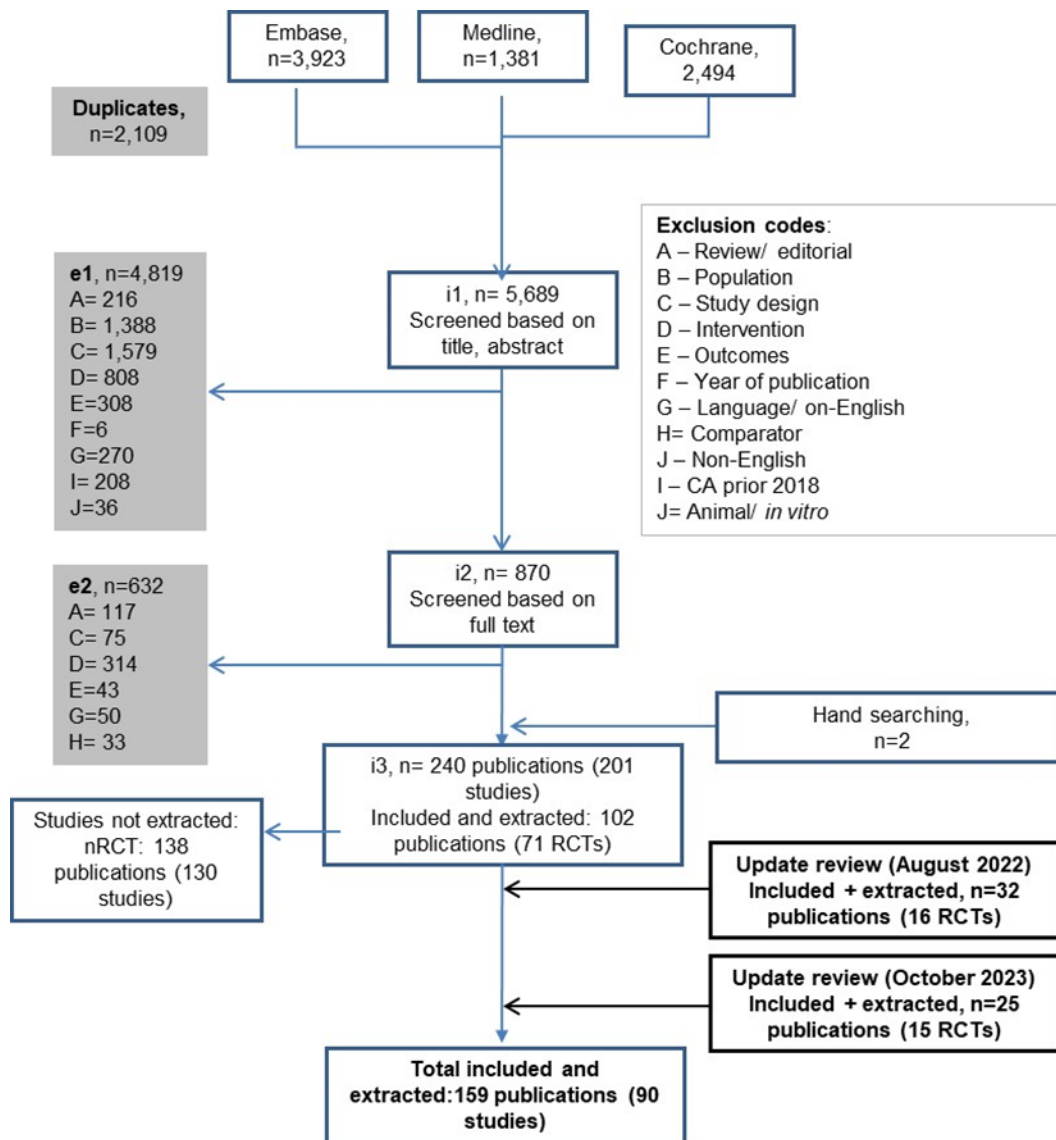 Embase,
n=3,923
Medline,
n=1,381
Cochrane,
2,494
Duplicates,
n=2,109
Exclusion codes:
A – Review/ editorial
B – Population
C – Study design
D – Intervention
E – Outcomes
F – Year of publication
G – Language/ on-English
H= Comparator
J – Non-English
I – CA prior 2018
J= Animal/ in vitro
e1, n=4,819
A= 216
B= 1,388
C= 1,579
D= 808
E=308
F=6
G=270
I= 208
J=36
i1, n= 5,689
Screened based on
title, abstract
i2, n= 870
Screened based on
full text
e2, n=632
A= 117
C= 75
D= 314
E=43
G=50
H= 33
Hand searching,
n=2
i3, n= 240 publications (201
studies)
Included and extracted: 102
publications (71 RCTs)
Studies not extracted:
nRCT: 138
publications (130
studies)
Update review (August 2022)
Included + extracted, n=32
publications (16 RCTs)
Update review (October 2023)
Included + extracted, n=25
publications (15 RCTs)
Total included and
extracted:159 publications (90
studies)